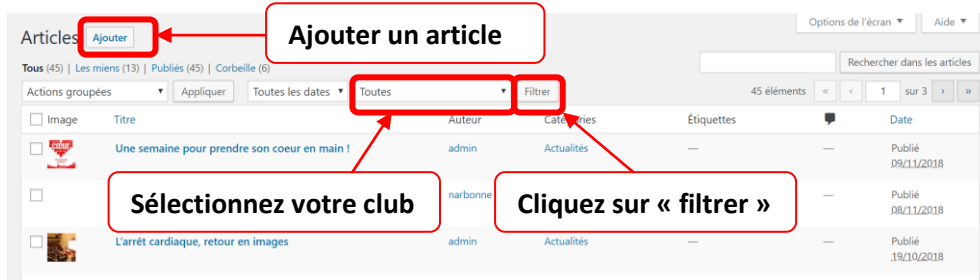 Options de l'écran ▼ Aide ▼
Articles Ajouter
Ajouter un article
Tous (45) | Les miens (13) | Publiés (45) | Corbeille (6)
Rechercher dans les articles
Actions groupées ▼ Appliquer Toutes les dates ▼ Toutes ▼ Filtrer 45 éléments « ‹ 1 sur 3 › »
Image Titre Auteur Catégories Étiquettes Date
cœur Une semaine pour prendre son coeur en main ! admin Actualités — — Publié
09/11/2018
Sélectionnez votre club
narbonne
Cliquez sur « filtrer »
— Publié
08/11/2018
L'arrêt cardiaque, retour en images admin Actualités — — Publié
19/10/2018